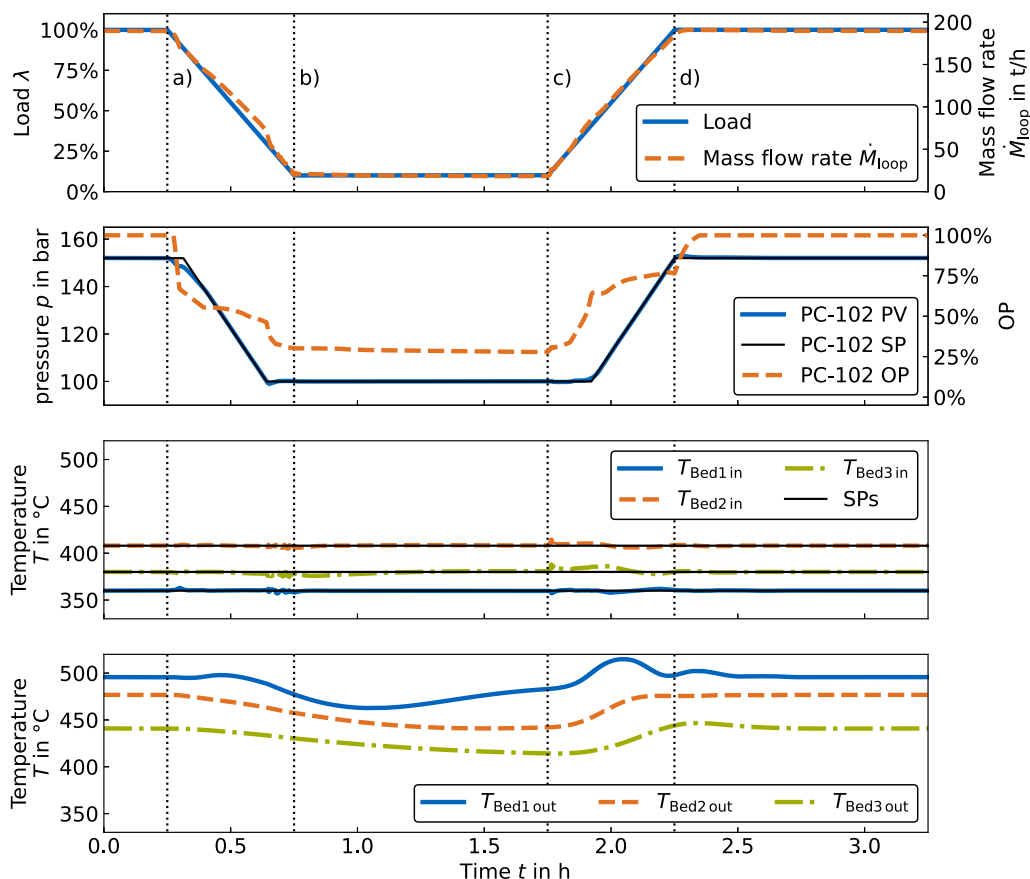 100%
75%
50%
25%
0%
Load λ
a)
b)
c)
d)
Load
Mass flow rate Ṁloop
200
100
0
Mass flow rate
Ṁloop in t/h
160
140
120
100
pressure p in bar
PC-102 PV
PC-102 SP
PC-102 OP
100%
75%
50%
25%
0%
OP
500
450
400
350
Temperature
T in °C
TBed1 in
TBed2 in
TBed3 in
SPs
500
450
400
350
Temperature
T in °C
TBed1 out
TBed2 out
TBed3 out
0.0
0.5
1.0
1.5
2.0
2.5
3.0
Time t in h